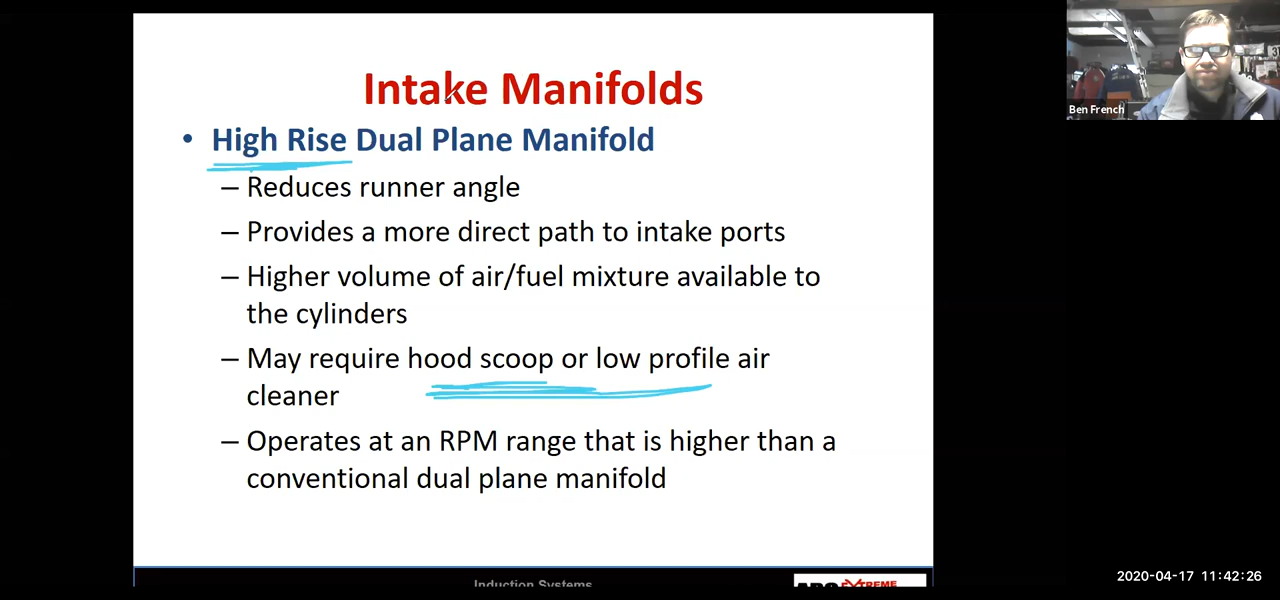 Intake Manifolds
• High Rise Dual Plane Manifold
– Reduces runner angle
– Provides a more direct path to intake ports
– Higher volume of air/fuel mixture available to
the cylinders
– May require hood scoop or low profile air
cleaner
– Operates at an RPM range that is higher than a
conventional dual plane manifold
Induction Systems
EXTREME
Ben French
2020-04-17 11:42:26